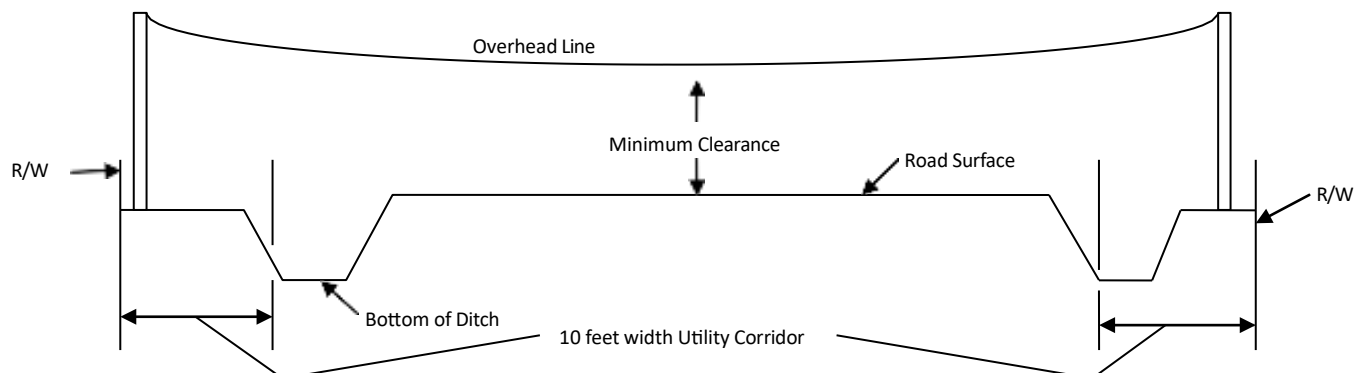 Overhead Line
Minimum Clearance
Road Surface
R/W
R/W
Bottom of Ditch
10 feet width Utility Corridor